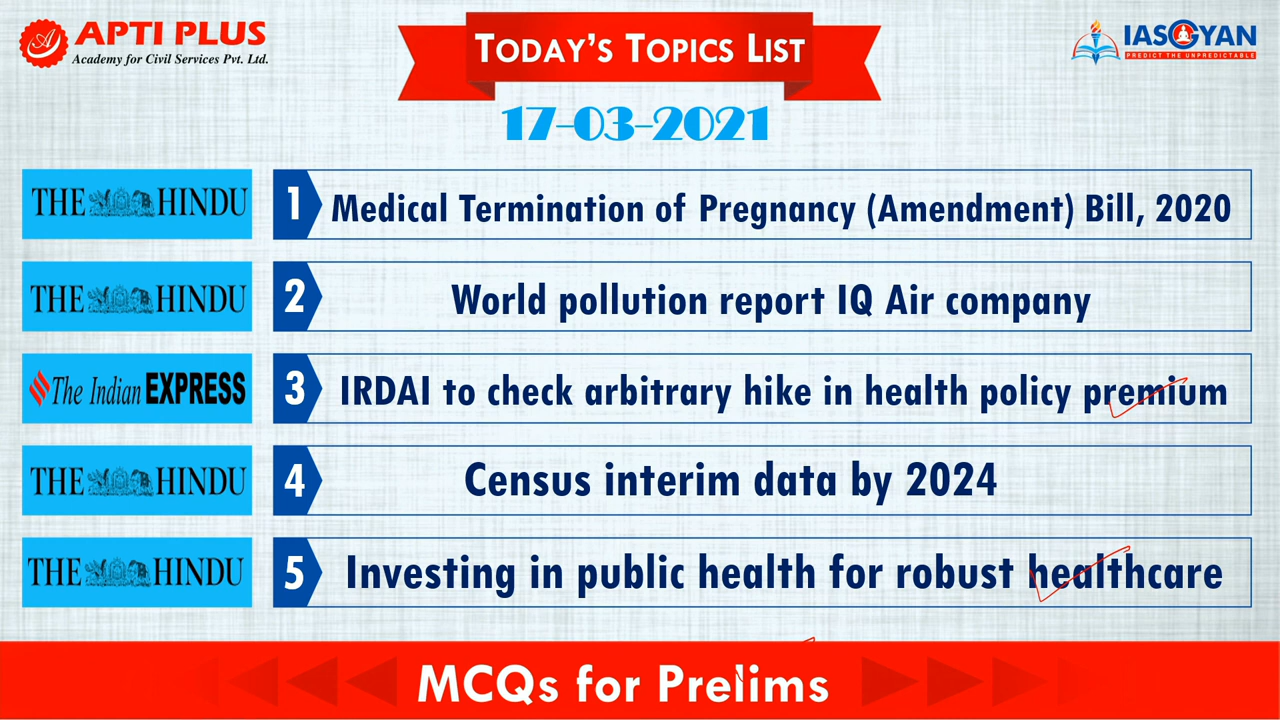 APTI PLUS
Academy for Civil Services Pvt. Ltd.
TODAY'S TOPICS LIST
IASGYAN
PREDICT THE UNPREDICTABLE
17-03-2021
THE HINDU
1
Medical Termination of Pregnancy (Amendment) Bill, 2020
THE HINDU
2
World pollution report IQ Air company
The Indian EXPRESS
3
IRDAI to check arbitrary hike in health policy premium
THE HINDU
4
Census interim data by 2024
THE HINDU
5
Investing in public health for robust healthcare
MCQs for Prelims